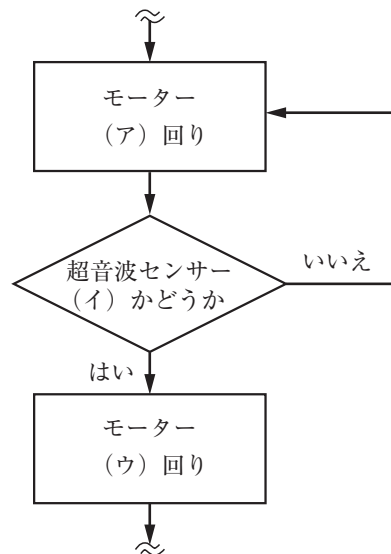 モーター
（ア）回り
超音波センサー
（イ）かどうか
いいえ
はい
モーター
（ウ）回り